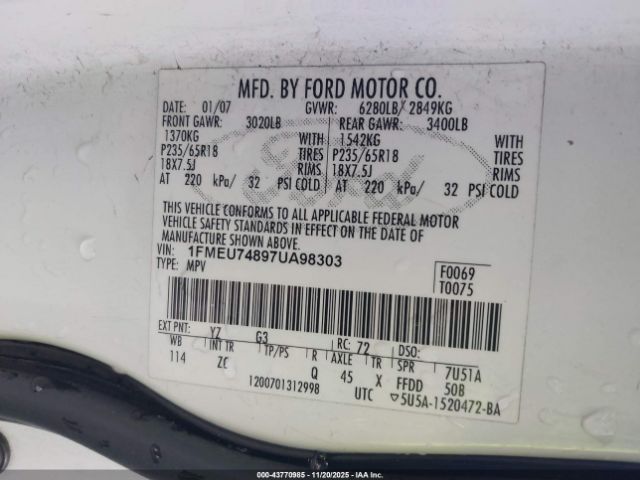 MFD. BY FORD MOTOR CO.
DATE: 01/07 GVWR: 6280LB/ 2849KG
FRONT GAWR: 3020LB REAR GAWR: 3400LB
1370KG WITH 1542KG WITH
P235/65R18 TIRES P235/65R18 TIRES
18X7.5J RIMS 18X7.5J RIMS
AT 220 kPa/ 32 PSI COLD AT 220 kPa/ 32 PSI COLD
THIS VEHICLE CONFORMS TO ALL APPLICABLE FEDERAL MOTOR
VEHICLE SAFETY STANDARDS IN EFFECT ON THE DATE OF
MANUFACTURE SHOWN ABOVE.
VIN: 1FMEU74897UA98303
TYPE: MPV
F0069
T0075
EXT PNT: YZ G3 RC: 72 DSO:
WB INT TR TP/PS R AXLE TR SPR 7U51A
114 ZC Q 45 X FFDD 50B
1200701312998 UTC ▽5U5A-1520472-BA
Ford
000-43770985 - 11/20/2025 - © IAA Holdings, LLC